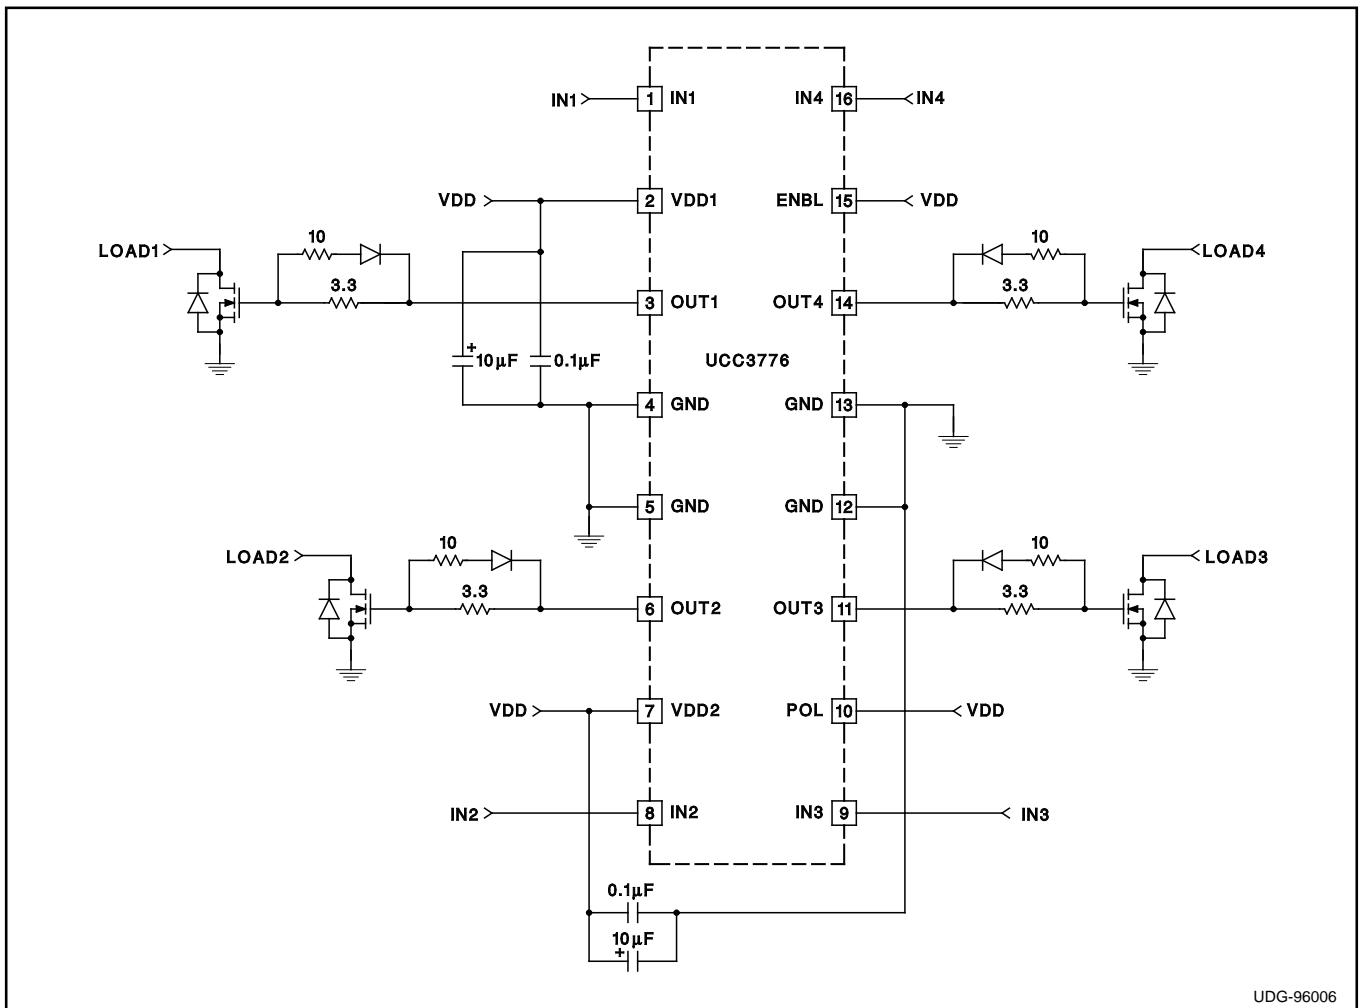 IN1 1 IN1 IN4 16 IN4
VDD 2 VDD1 ENBL 15 VDD
LOAD1 10 10 LOAD4
3.3 3 OUT1 OUT4 14 3.3
+ 10µF 0.1µF UCC3776
4 GND GND 13
5 GND GND 12
LOAD2 10 10 LOAD3
3.3 6 OUT2 OUT3 11 3.3
VDD 7 VDD2 POL 10 VDD
IN2 8 IN2 IN3 9 IN3
0.1µF
10µF
+
UDG-96006